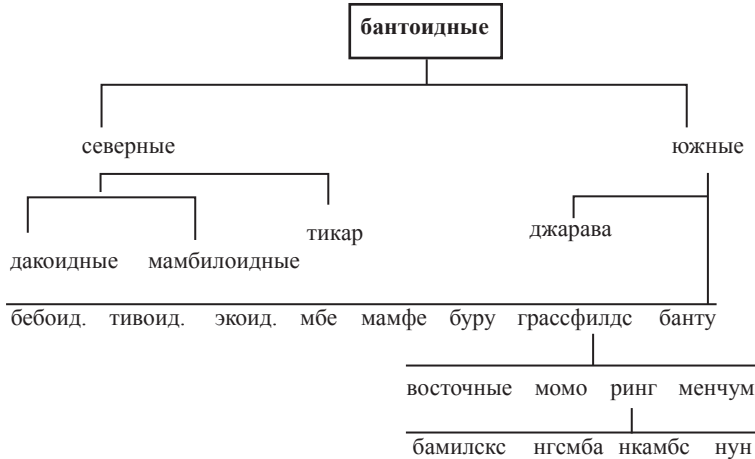 бантоидные
северные южные
тикар джарава
дакоидные мамбилоидные
бебоид. тивоид. экоид. мбе мамфе буру грассфилдс банту
восточные момо ринг менчум
бамилскс нгсмба нкамбс нун